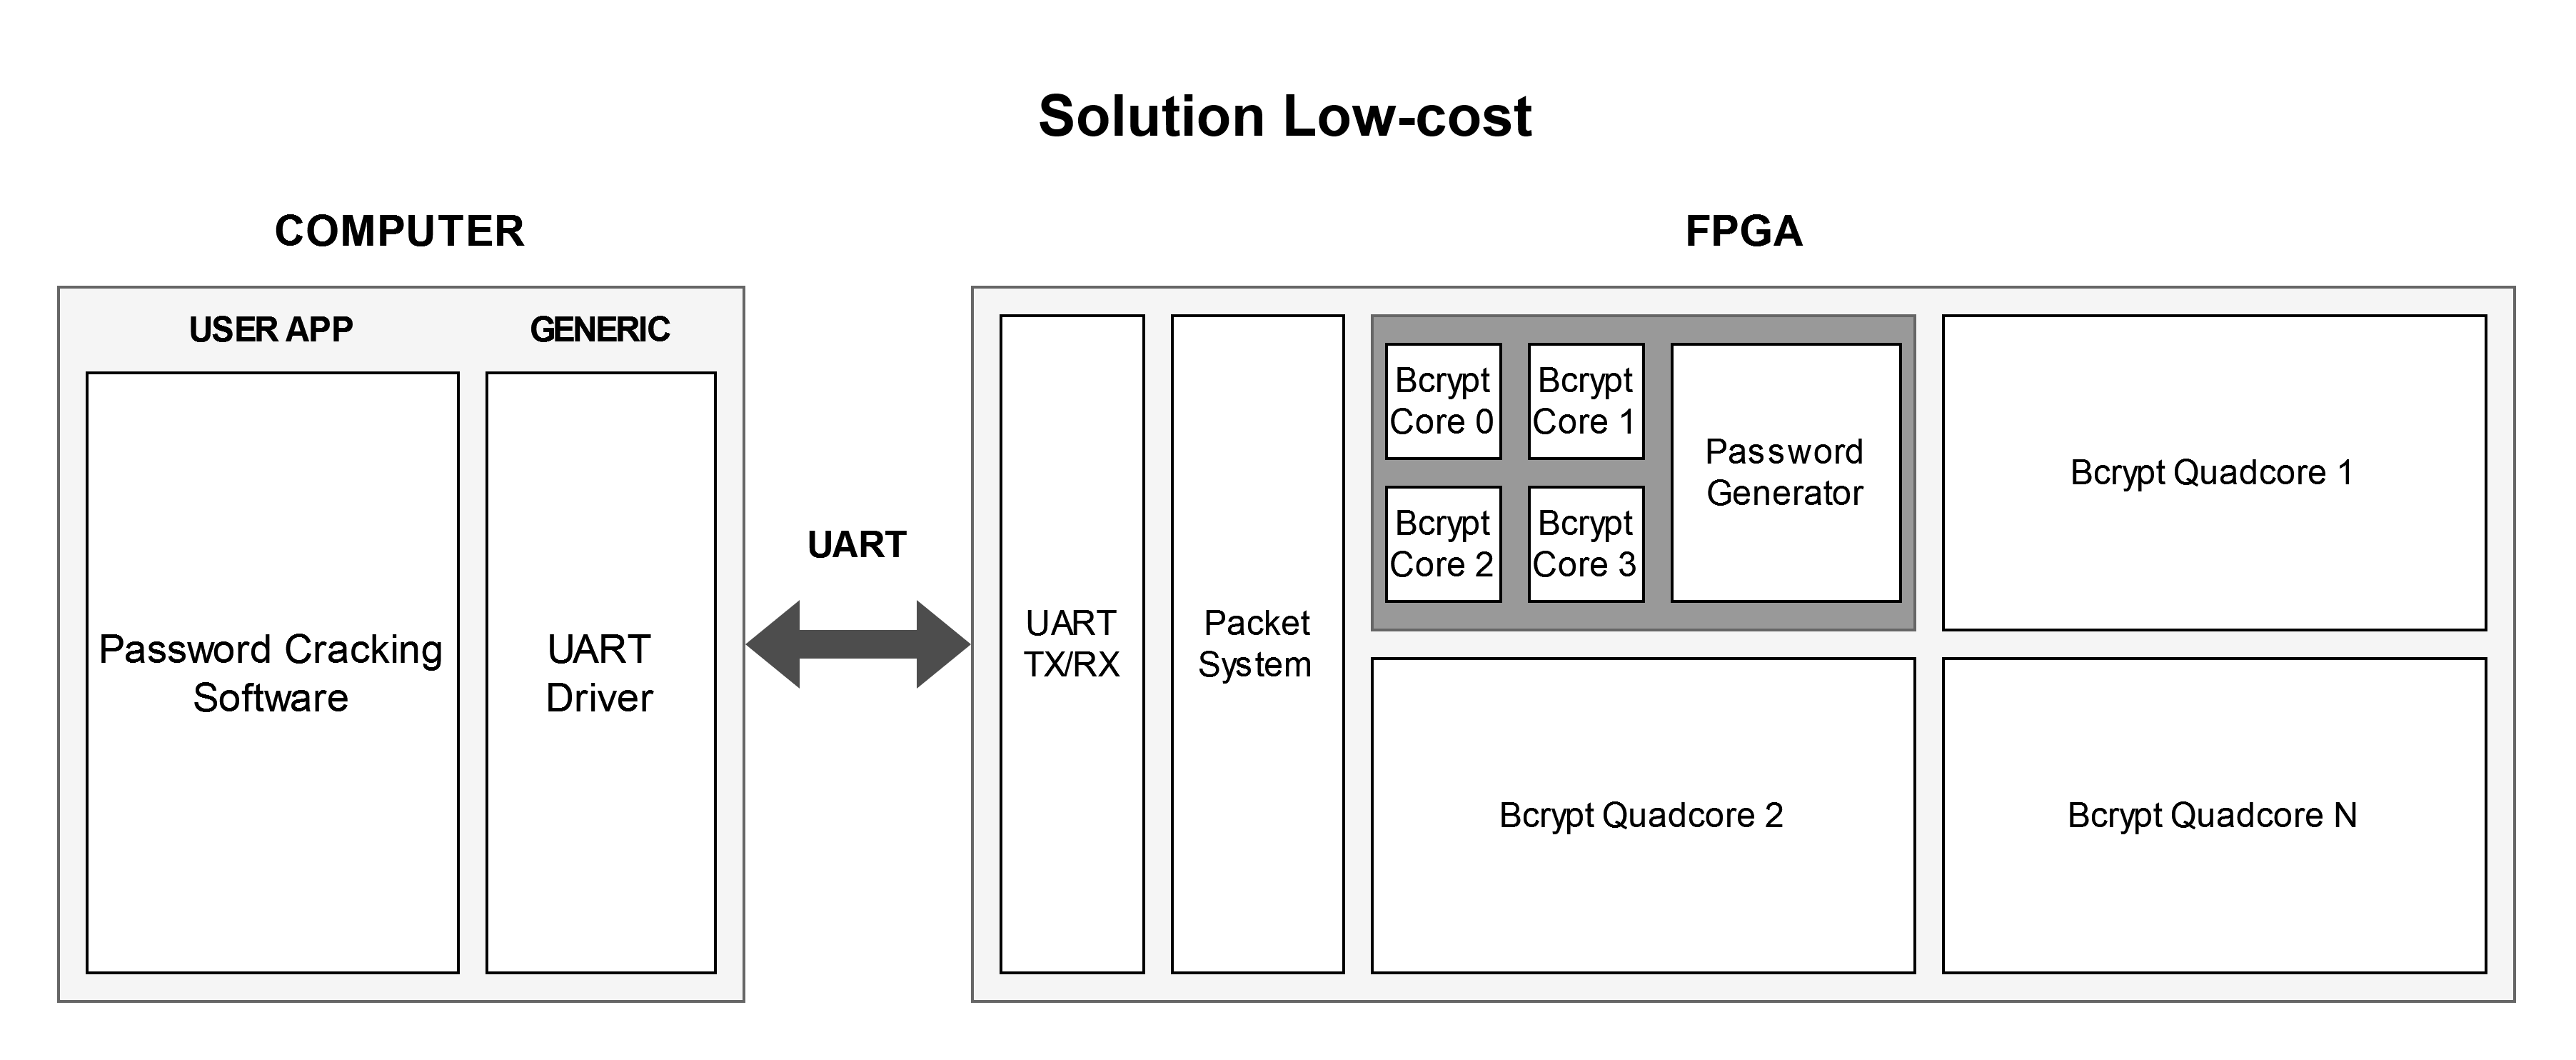 Solution Low-cost
COMPUTER
USER APP
GENERIC
Password Cracking
Software
UART
Driver
UART
FPGA
UART
TX/RX
Packet
System
Bcrypt
Core 0
Bcrypt
Core 1
Bcrypt
Core 2
Bcrypt
Core 3
Password
Generator
Bcrypt Quadcore 1
Bcrypt Quadcore 2
Bcrypt Quadcore N